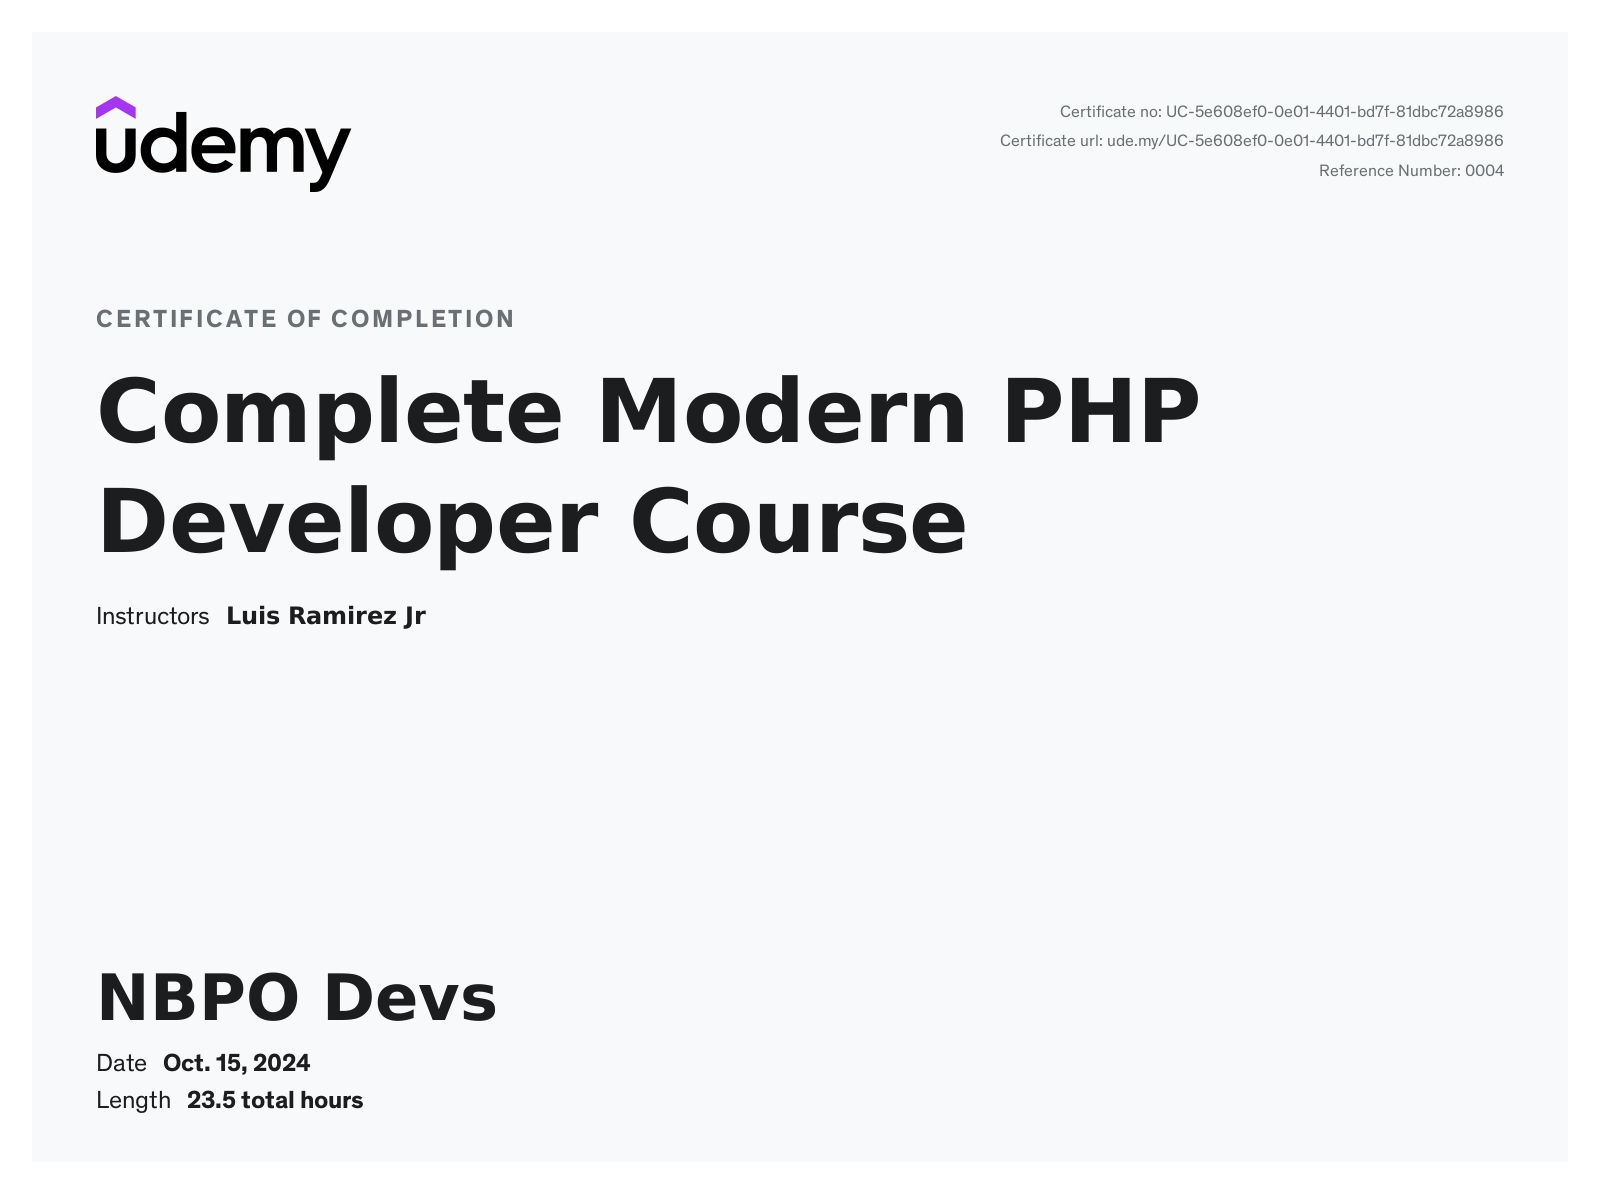 udemy
Certificate no: UC-5e608ef0-0e01-4401-bd7f-81dbc72a8986
Certificate url: ude.my/UC-5e608ef0-0e01-4401-bd7f-81dbc72a8986
Reference Number: 0004
CERTIFICATE OF COMPLETION
Complete Modern PHP
Developer Course
Instructors Luis Ramirez Jr
NBPO Devs
Date Oct. 15, 2024
Length 23.5 total hours